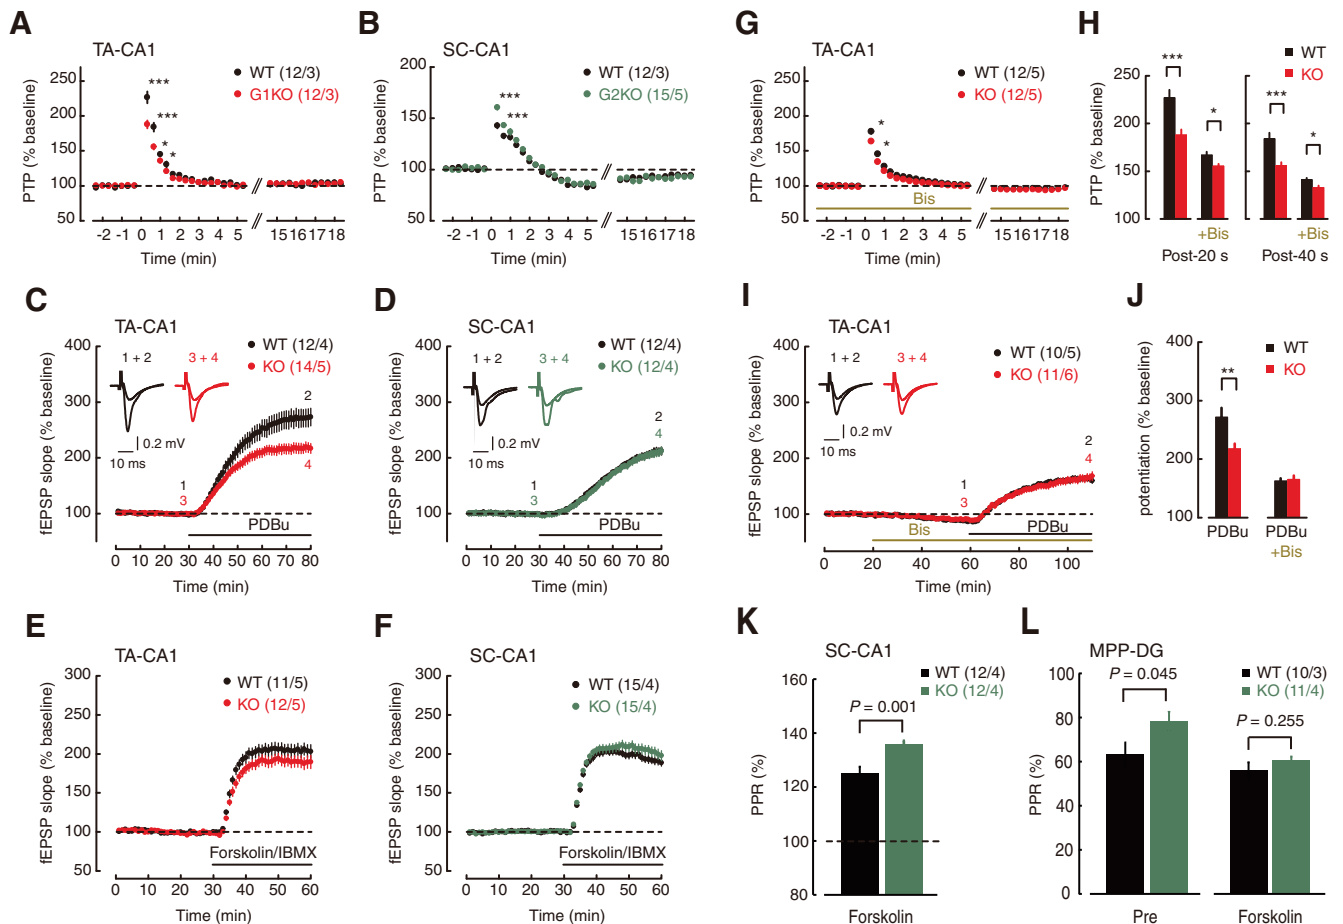 A
TA-CA1
PTP (% baseline)
250
200
150
100
50
***
***
*
*
WT (12/3)
G1KO (12/3)
-2 -1 0 1 2 3 4 5 15 16 17 18
Time (min)
B
SC-CA1
PTP (% baseline)
200
150
100
50
***
***
WT (12/3)
G2KO (15/5)
-2 -1 0 1 2 3 4 5 15 16 17 18
Time (min)
G
TA-CA1
PTP (% baseline)
250
200
150
100
50
*
*
WT (12/5)
KO (12/5)
Bis
-2 -1 0 1 2 3 4 5 15 16 17 18
Time (min)
H
WT
KO
PTP (% baseline)
250
200
150
100
***
*
***
*
+Bis
+Bis
Post-20 s
Post-40 s
C
TA-CA1
fEPSP slope (% baseline)
400
300
200
100
1 + 2
3 + 4
WT (12/4)
KO (14/5)
0.2 mV
10 ms
2
4
1
3
PDBu
0 10 20 30 40 50 60 70 80
Time (min)
D
SC-CA1
fEPSP slope (% baseline)
400
300
200
100
1 + 2
3 + 4
WT (12/4)
KO (12/4)
0.2 mV
10 ms
2
4
1
3
PDBu
0 10 20 30 40 50 60 70 80
Time (min)
I
TA-CA1
fEPSP slope (% baseline)
400
300
200
100
1 + 2
3 + 4
WT (10/5)
KO (11/6)
0.2 mV
10 ms
2
4
1
3
Bis
PDBu
0 20 40 60 80 100
Time (min)
J
WT
KO
potentiation (% baseline)
400
300
200
100
**
PDBu
PDBu
+Bis
E
TA-CA1
fEPSP slope (% baseline)
300
250
200
150
100
50
WT (11/5)
KO (12/5)
Forskolin/IBMX
0 10 20 30 40 50 60
Time (min)
F
SC-CA1
fEPSP slope (% baseline)
300
250
200
150
100
50
WT (15/4)
KO (15/4)
Forskolin/IBMX
0 10 20 30 40 50 60
Time (min)
K
SC-CA1
WT (12/4)
KO (12/4)
PPR (%)
160
140
120
100
80
P = 0.001
Forskolin
L
MPP-DG
WT (10/3)
KO (11/4)
PPR (%)
100
80
60
40
20
0
P = 0.045
P = 0.255
Pre
Forskolin